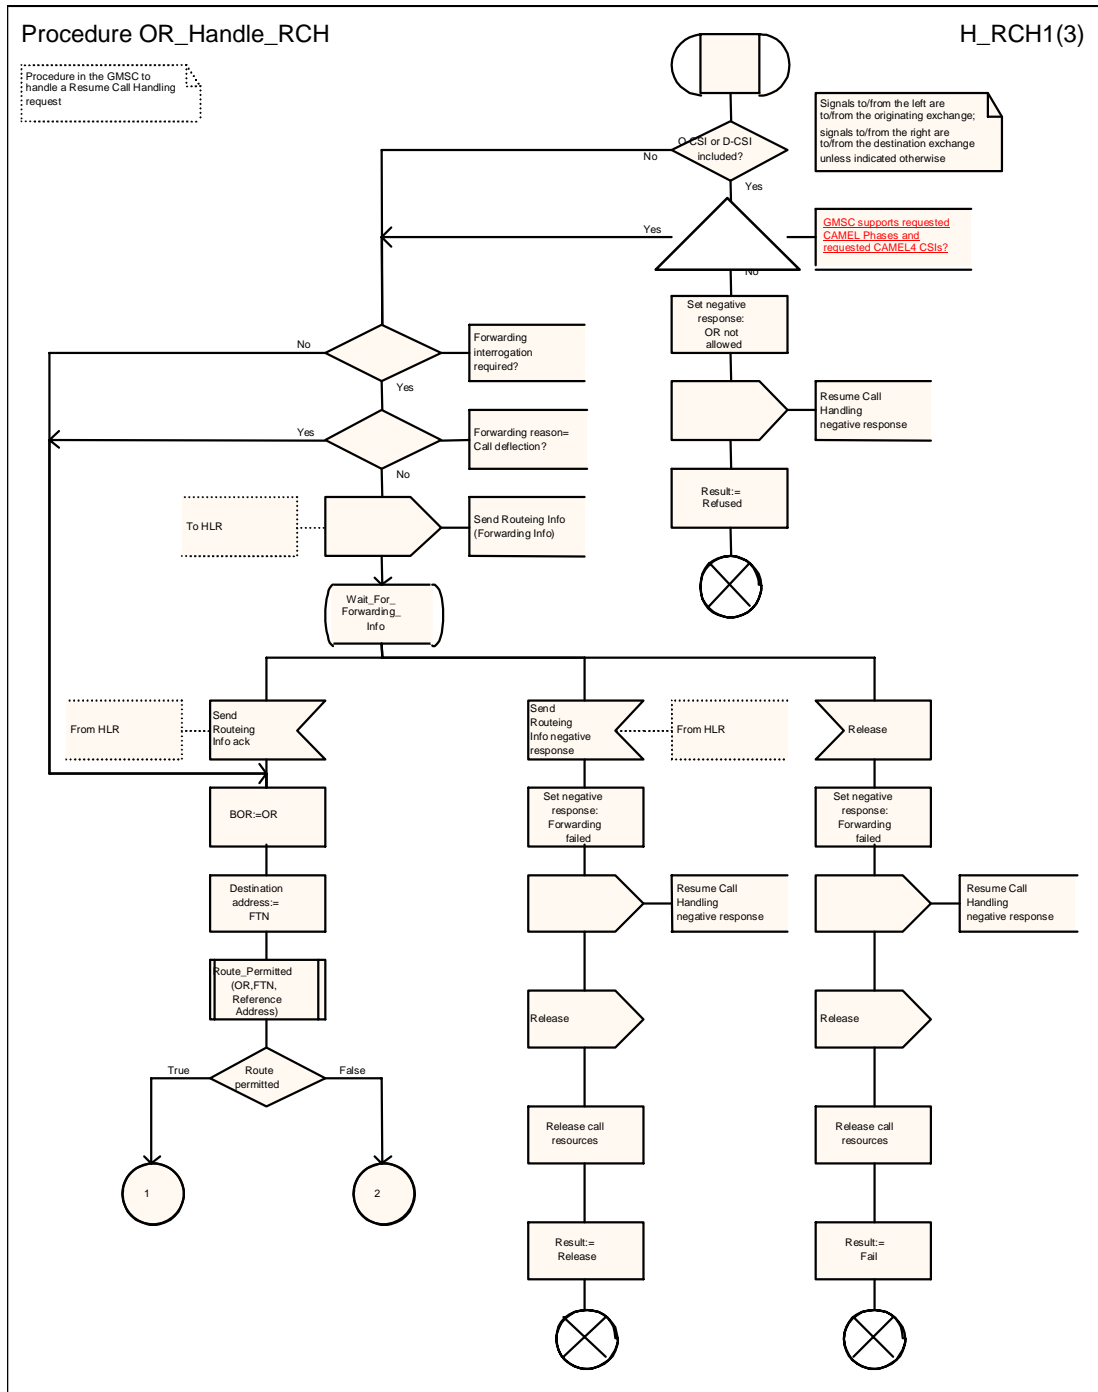 Procedure OR_Handle_RCH
H_RCH1(3)
Procedure in the GMSC to
handle a Resume Call Handling
request
Signals to/from the left are
to/from the originating exchange;
signals to/from the right are
to/from the destination exchange
unless indicated otherwise
O-CSI or D-CSI
included?
No
Yes
Yes
GMSC supports requested
CAMEL Phases and
requested CAMEL4 CSIs?
No
Set negative
response:
OR not
allowed
No
Forwarding
interrogation
required?
Yes
Resume Call
Handling
negative response
Yes
Forwarding reason=
Call deflection?
No
Result:=
Refused
To HLR
Send Routeing Info
(Forwarding Info)
Wait_For_
Forwarding_
Info
From HLR
Send
Routeing
Info ack
Send
Routeing
Info negative
response
From HLR
Release
BOR:=OR
Set negative
response:
Forwarding
failed
Set negative
response:
Forwarding
failed
Destination
address:=
FTN
Resume Call
Handling
negative response
Resume Call
Handling
negative response
Route_Permitted
(OR,FTN,
Reference
Address)
Release
Release
True
Route
permitted
False
Release call
resources
Release call
resources
1
2
Result:=
Release
Result:=
Fail